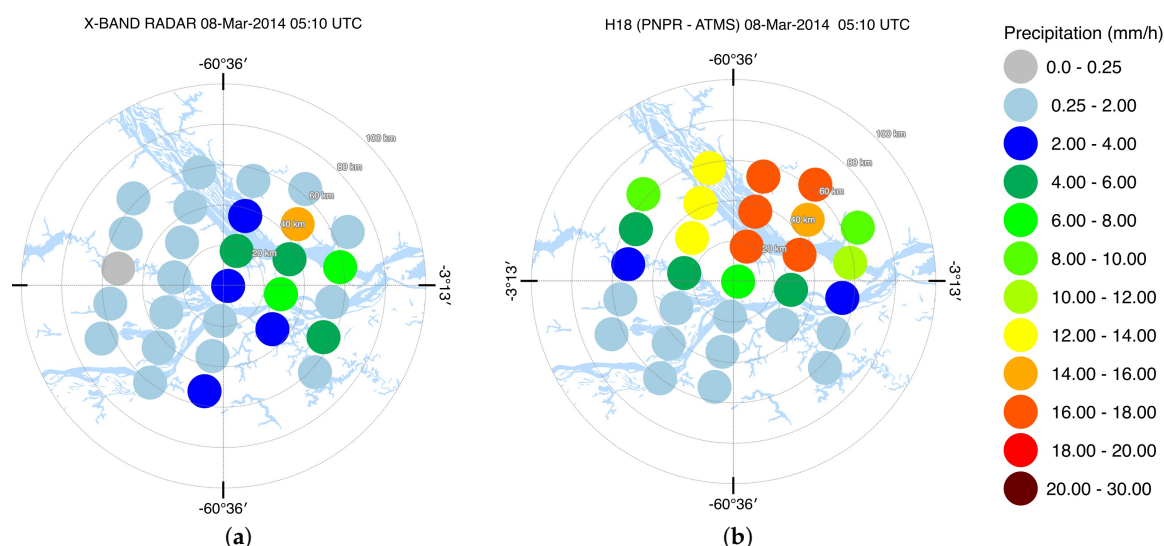 X-BAND RADAR 08-Mar-2014 05:10 UTC
-60°36′
100 km
80 km
60 km
40 km
20 km
-3°13′
-60°36′
(a)
H18 (PNPR - ATMS) 08-Mar-2014 05:10 UTC
-60°36′
100 km
80 km
60 km
40 km
20 km
-3°13′
-3°13′
-60°36′
(b)
Precipitation (mm/h)
0.0 - 0.25
0.25 - 2.00
2.00 - 4.00
4.00 - 6.00
6.00 - 8.00
8.00 - 10.00
10.00 - 12.00
12.00 - 14.00
14.00 - 16.00
16.00 - 18.00
18.00 - 20.00
20.00 - 30.00